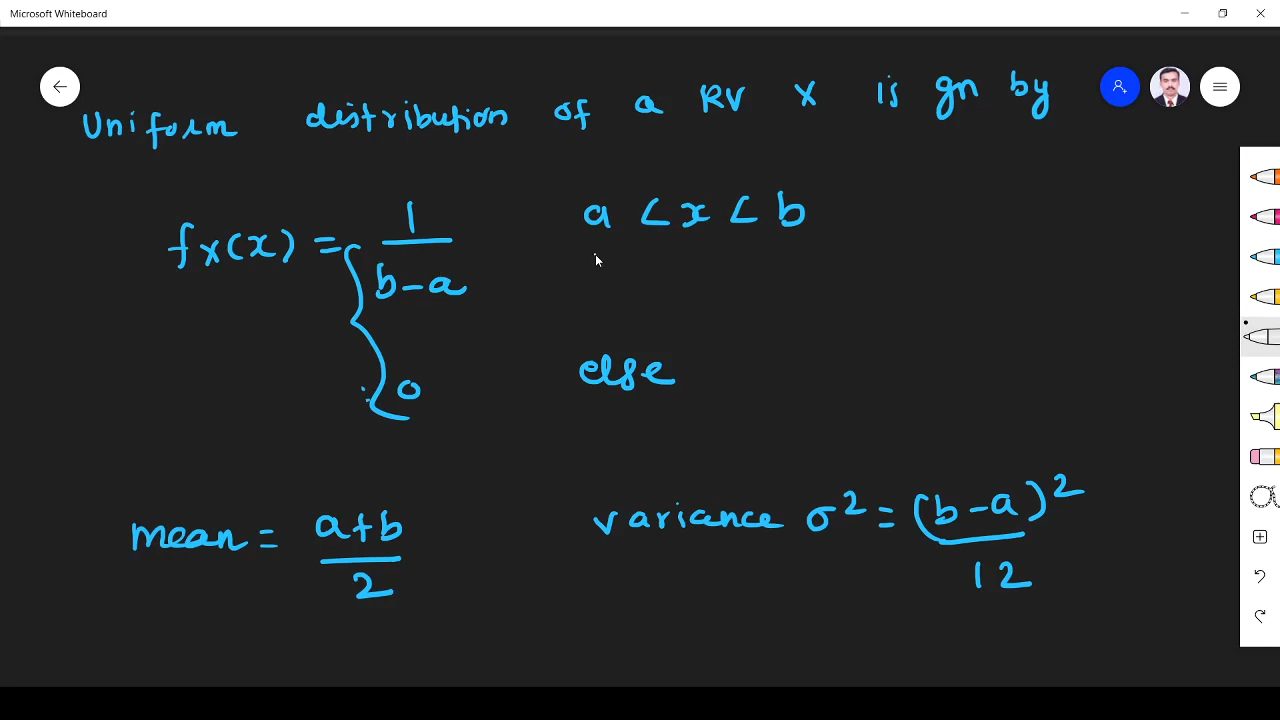 Microsoft Whiteboard
Uniform distribution of a RV X is gn by
fx(x) = { 1/(b-a) a < x < b
0 else
mean = (a+b)/2 variance σ² = (b-a)²/12